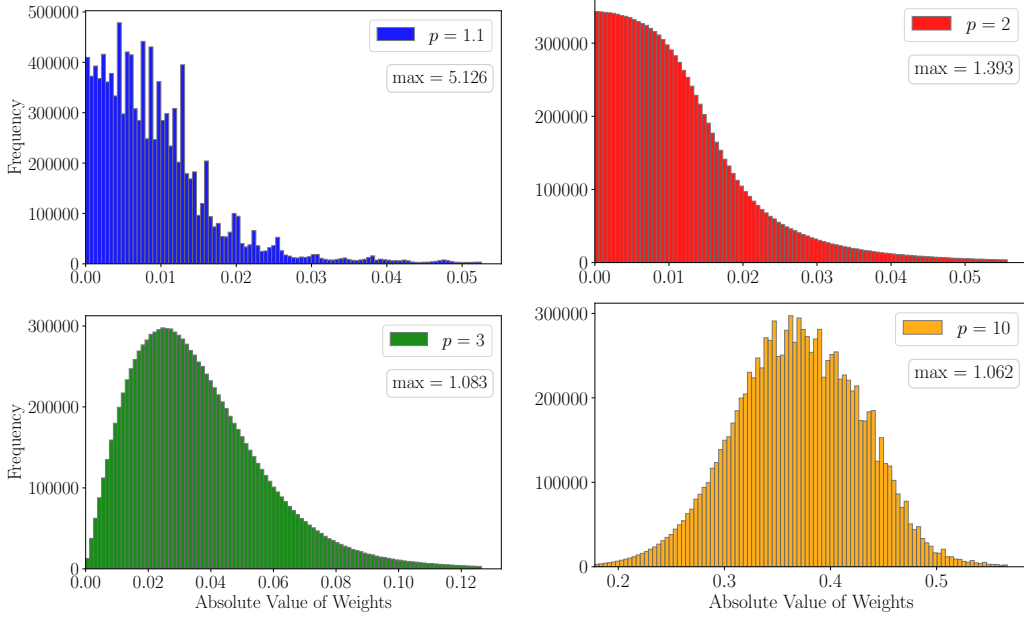 500000
400000
300000
200000
100000
0
Frequency
0.00 0.01 0.02 0.03 0.04 0.05
p = 1.1
max = 5.126
300000
200000
100000
0
0.00 0.01 0.02 0.03 0.04 0.05
p = 2
max = 1.393
300000
200000
100000
0
Frequency
0.00 0.02 0.04 0.06 0.08 0.10 0.12
Absolute Value of Weights
p = 3
max = 1.083
300000
200000
100000
0
0.2 0.3 0.4 0.5
Absolute Value of Weights
p = 10
max = 1.062